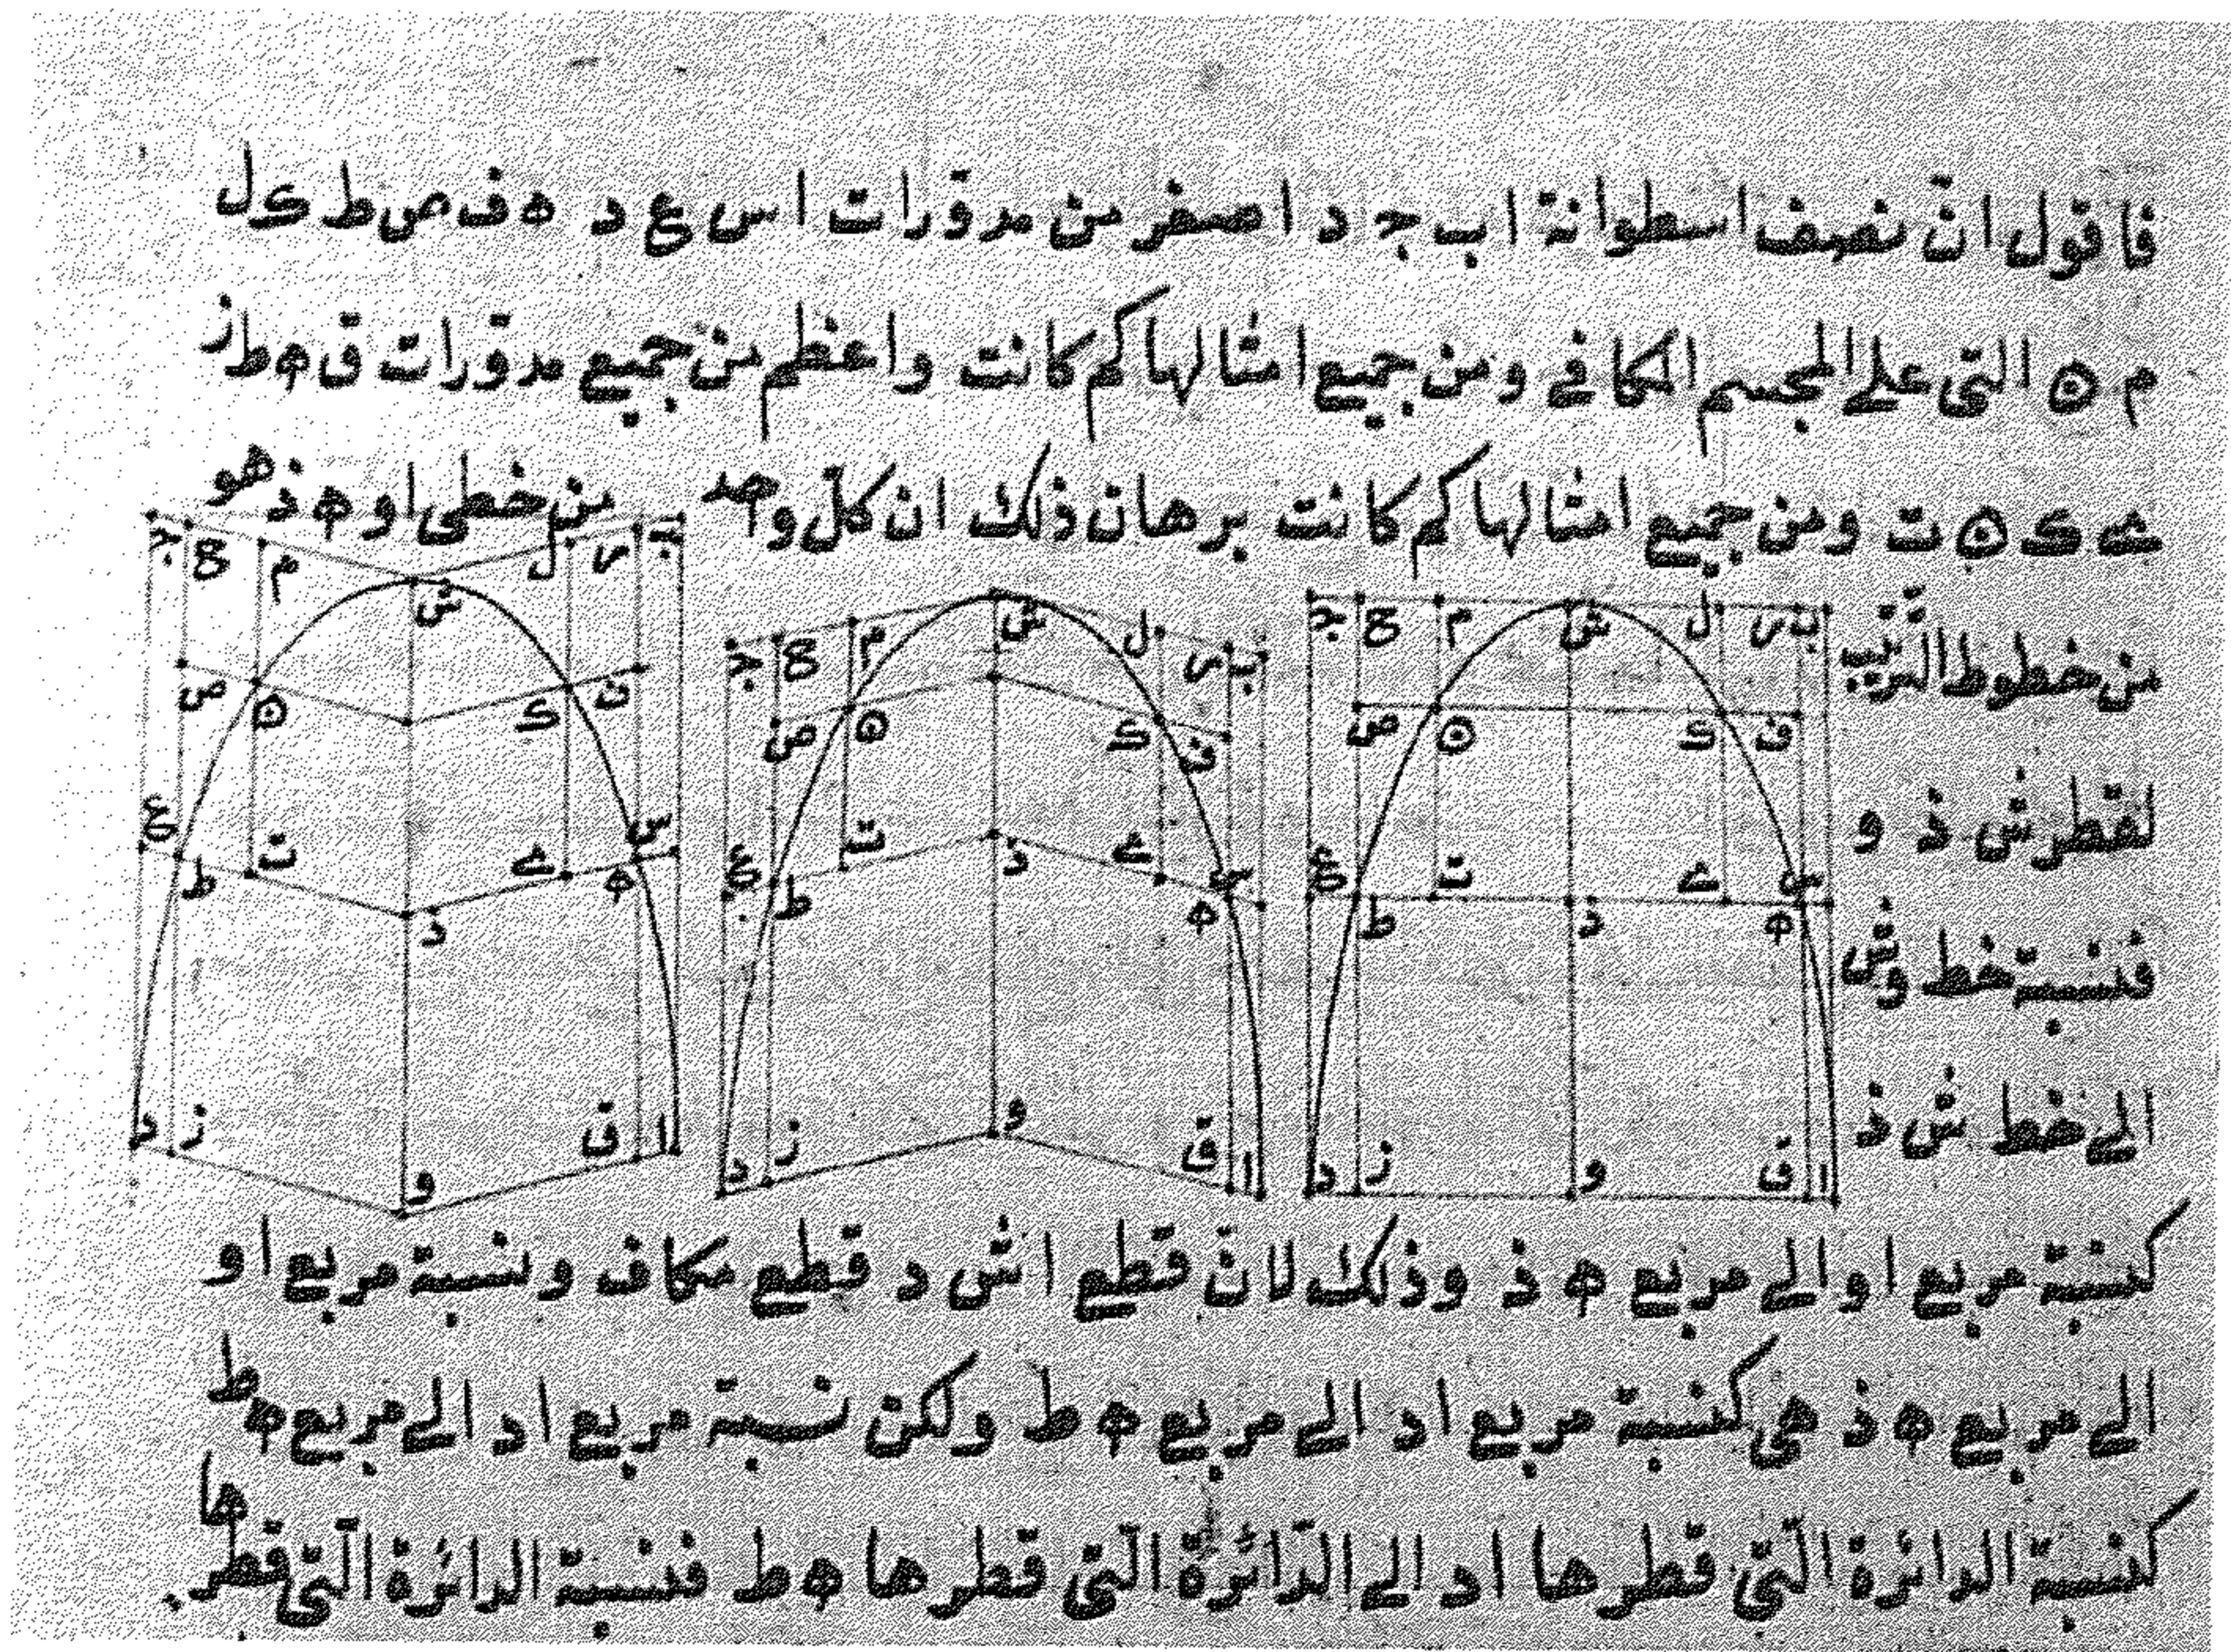 فاقول ان نصف اسطوانة ا ب ج د اصغر من مدورات ا س ع د ه ف ص ط ك ل
م ⊙ التي على المجسم المكافي ومن جميع امثالها كم كانت واعظم من جميع مدورات ق ه ط ز
ي ك ⊙ ت ومن جميع امثالها كم كانت برهان ذلك ان كل واحد من خطي ا و ه ذ هو
من خطوط الترتيب
لقطر ش ذ و
فنسبة خط و ش
الى خط ش ذ
كنسبة مربع ا و الى مربع ه ذ وذلك لان قطع ا ش د قطع مكاف ونسبة مربع ا و
الى مربع ه ذ هي كنسبة مربع ا د الى مربع ه ط ولكن نسبة مربع ا د الى مربع ه ط
كنسبة الدائرة التي قطرها ا د الى الدائرة التي قطرها ه ط فنسبة الدائرة التي قطرها